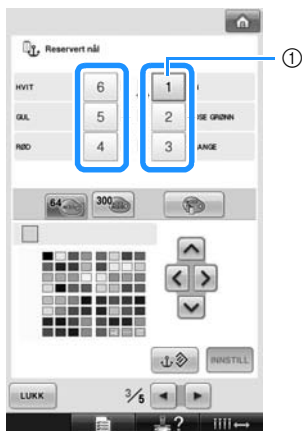 Reservert nål
①
HVIT 6 1
GUL 5 2 OSE GRØNN
RØD 4 3 ANGE
64 300
INNSTILL
LUKK 3/5
?